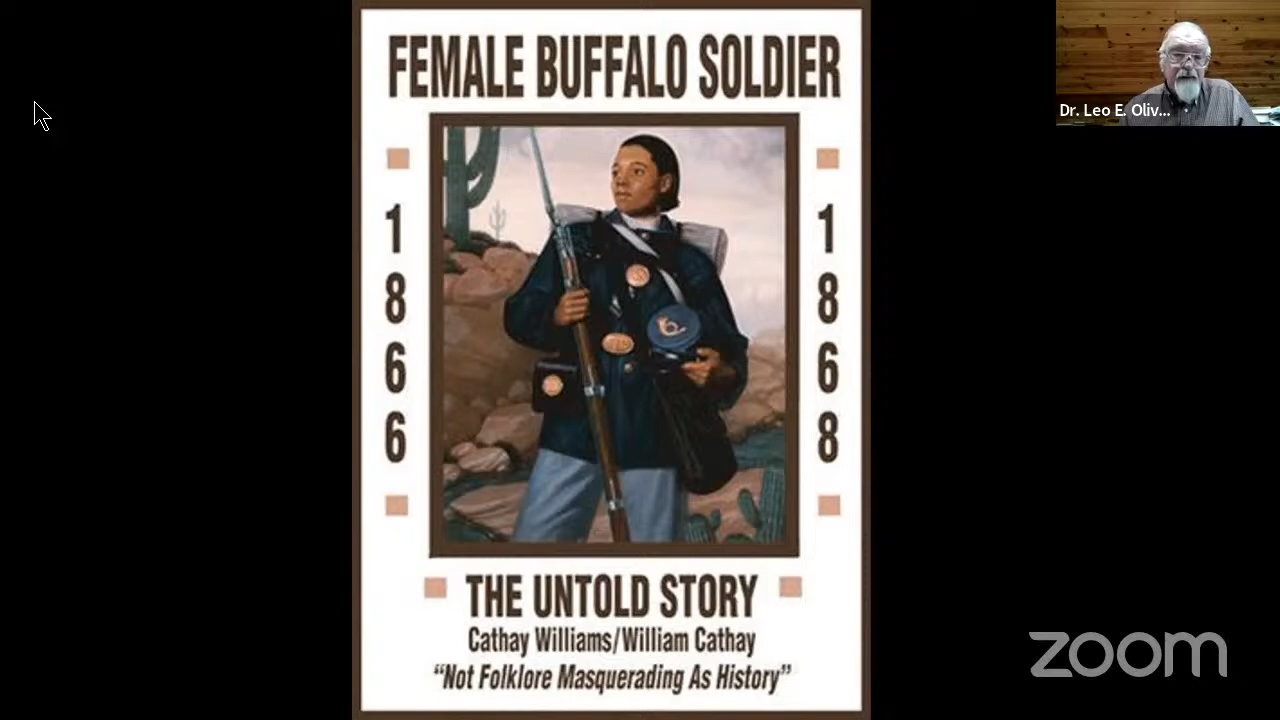 FEMALE BUFFALO SOLDIER
1866
1868
THE UNTOLD STORY
Cathay Williams/William Cathay
“Not Folklore Masquerading As History”
Dr. Leo E. Oliv...
zoom